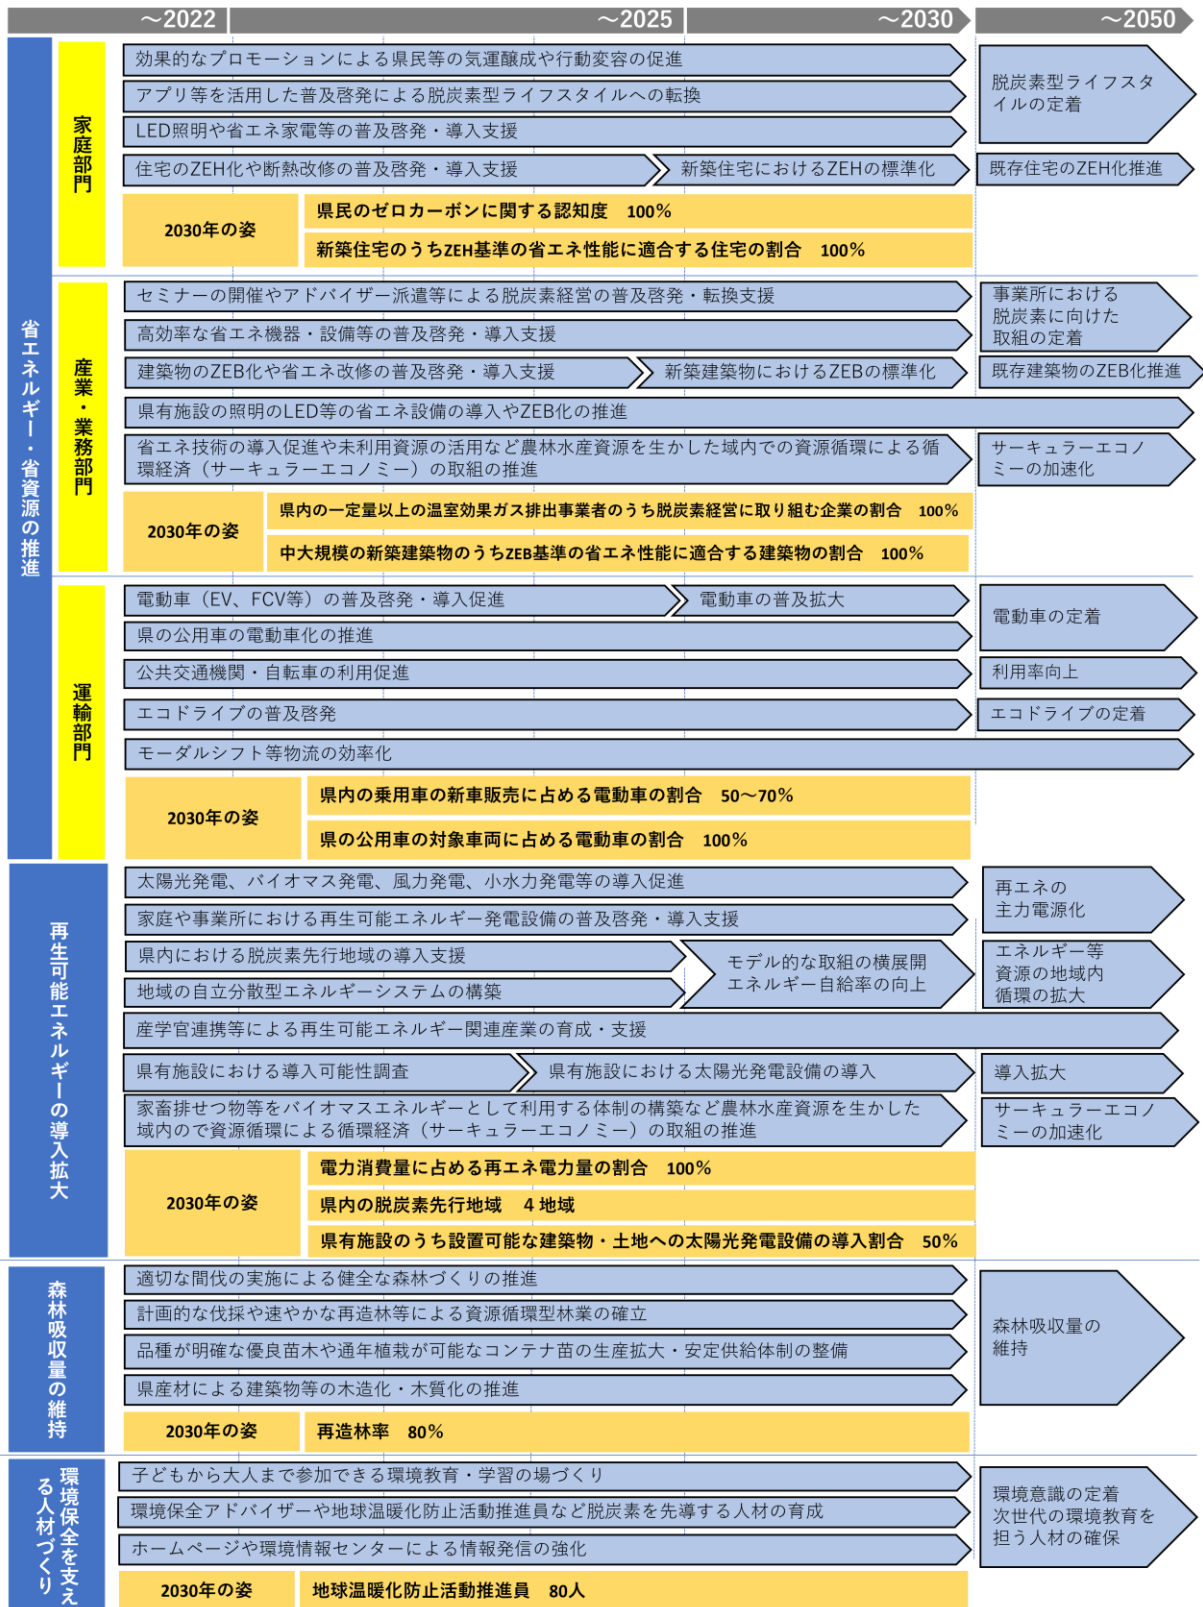 ～2022
～2025
～2030
～2050
省エネルギー・省資源の推進
家庭部門
効果的なプロモーションによる県民等の気運醸成や行動変容の促進
アプリ等を活用した普及啓発による脱炭素型ライフスタイルへの転換
LED照明や省エネ家電等の普及啓発・導入支援
脱炭素型ライフスタ
イルの定着
住宅のZEH化や断熱改修の普及啓発・導入支援
新築住宅におけるZEHの標準化
既存住宅のZEH化推進
2030年の姿
県民のゼロカーボンに関する認知度　100％
新築住宅のうちZEH基準の省エネ性能に適合する住宅の割合　100％
産業・業務部門
セミナーの開催やアドバイザー派遣等による脱炭素経営の普及啓発・転換支援
高効率な省エネ機器・設備等の普及啓発・導入支援
事業所における
脱炭素に向けた
取組の定着
建築物のZEB化や省エネ改修の普及啓発・導入支援
新築建築物におけるZEBの標準化
既存建築物のZEB化推進
県有施設の照明のLED等の省エネ設備の導入やZEB化の推進
省エネ技術の導入促進や未利用資源の活用など農林水産資源を生かした域内での資源循環による循
環経済（サーキュラーエコノミー）の取組の推進
サーキュラーエコノ
ミーの加速化
2030年の姿
県内の一定量以上の温室効果ガス排出事業者のうち脱炭素経営に取り組む企業の割合　100％
中大規模の新築建築物のうちZEB基準の省エネ性能に適合する建築物の割合　100％
運輸部門
電動車（EV、FCV等）の普及啓発・導入促進
電動車の普及拡大
県の公用車の電動車化の推進
電動車の定着
公共交通機関・自転車の利用促進
利用率向上
エコドライブの普及啓発
エコドライブの定着
モーダルシフト等物流の効率化
2030年の姿
県内の乗用車の新車販売に占める電動車の割合　50～70％
県の公用車の対象車両に占める電動車の割合　100％
再生可能エネルギーの導入拡大
太陽光発電、バイオマス発電、風力発電、小水力発電等の導入促進
家庭や事業所における再生可能エネルギー発電設備の普及啓発・導入支援
再エネの
主力電源化
県内における脱炭素先行地域の導入支援
地域の自立分散型エネルギーシステムの構築
モデル的な取組の横展開
エネルギー自給率の向上
エネルギー等
資源の地域内
循環の拡大
産学官連携等による再生可能エネルギー関連産業の育成・支援
県有施設における導入可能性調査
県有施設における太陽光発電設備の導入
導入拡大
家畜排せつ物等をバイオマスエネルギーとして利用する体制の構築など農林水産資源を生かした
域内ので資源循環による循環経済（サーキュラーエコノミー）の取組の推進
サーキュラーエコノ
ミーの加速化
2030年の姿
電力消費量に占める再エネ電力量の割合　100％
県内の脱炭素先行地域　４地域
県有施設のうち設置可能な建築物・土地への太陽光発電設備の導入割合　50％
森林吸収量の維持
適切な間伐の実施による健全な森林づくりの推進
計画的な伐採や速やかな再造林等による資源循環型林業の確立
品種が明確な優良苗木や通年植栽が可能なコンテナ苗の生産拡大・安定供給体制の整備
県産材による建築物等の木造化・木質化の推進
森林吸収量の
維持
2030年の姿
再造林率　80％
環境保全を支え
る人材づくり
子どもから大人まで参加できる環境教育・学習の場づくり
環境保全アドバイザーや地球温暖化防止活動推進員など脱炭素を先導する人材の育成
ホームページや環境情報センターによる情報発信の強化
環境意識の定着
次世代の環境教育を
担う人材の確保
2030年の姿
地球温暖化防止活動推進員　80人